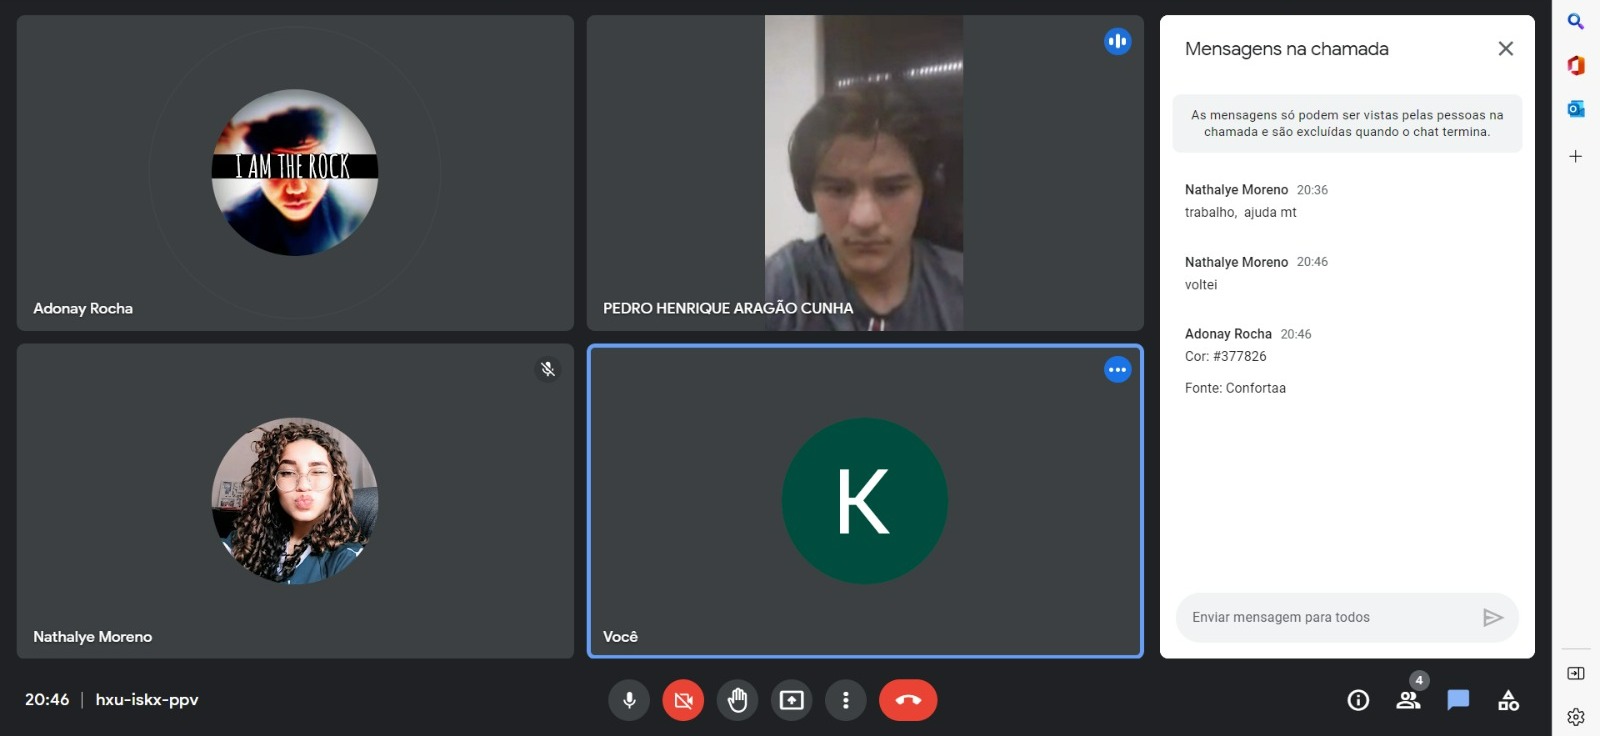 I AM THE ROCK
Adonay Rocha
PEDRO HENRIQUE ARAGÃO CUNHA
Nathalye Moreno
K
Você
Mensagens na chamada
As mensagens só podem ser vistas pelas pessoas na
chamada e são excluídas quando o chat termina.
Nathalye Moreno 20:36
trabalho, ajuda mt
Nathalye Moreno 20:46
voltei
Adonay Rocha 20:46
Cor: #377826
Fonte: Confortaa
Enviar mensagem para todos
20:46 | hxu-iskx-ppv
4